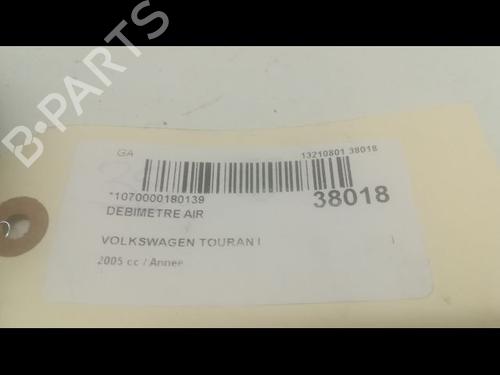 B-PARTS
GA
13210801 38018
*1070000180139
38018
DEBIMETRE AIR
VOLKSWAGEN TOURAN I
2005 cc / Annee